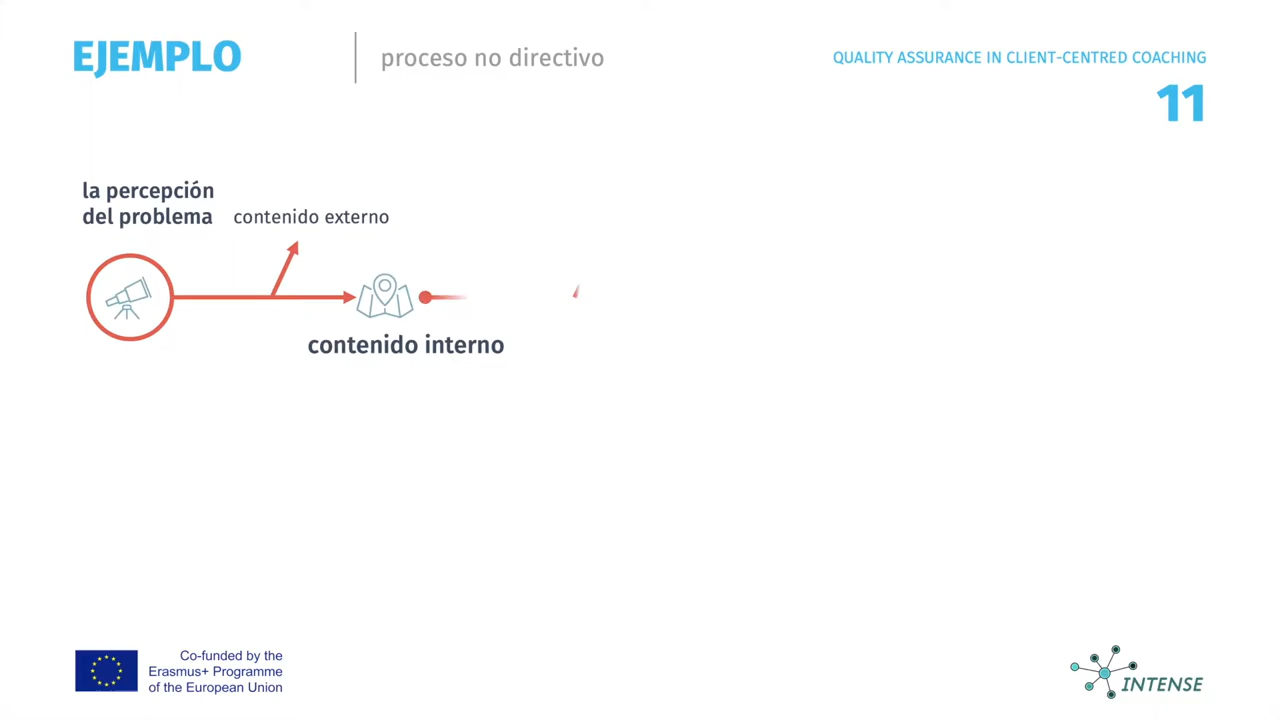 EJEMPLO
proceso no directivo
QUALITY ASSURANCE IN CLIENT-CENTRED COACHING
11
la percepción
del problema
contenido externo
contenido interno
Co-funded by the
Erasmus+ Programme
of the European Union
INTENSE